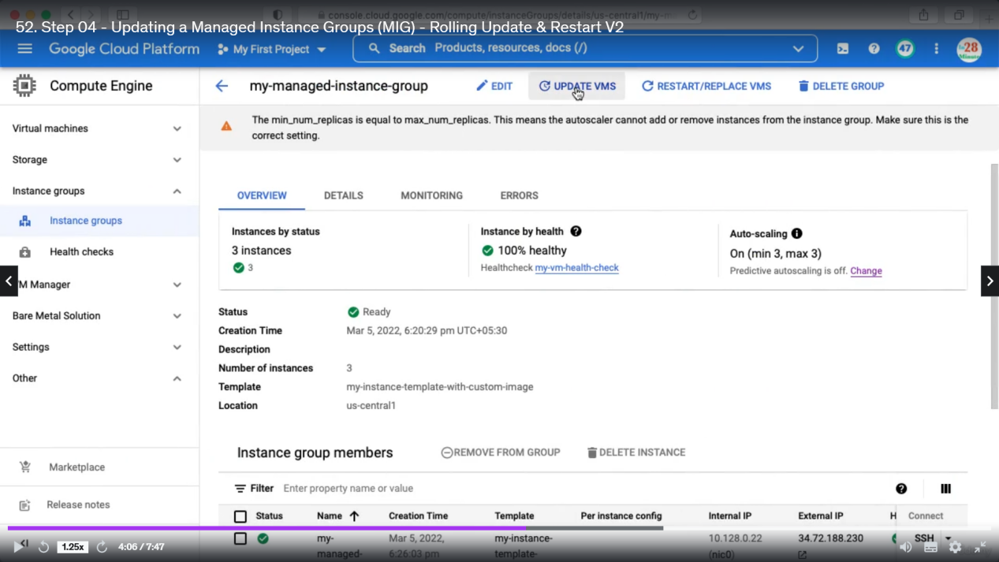 console.cloud.google.com/compute/instanceGroups/details/us-central1/my-m
52. Step 04 - Updating a Managed Instance Groups (MIG) - Rolling Update & Restart V2
Google Cloud Platform
My First Project
Search Products, resources, docs (/)
47
28
Minutes
Compute Engine
my-managed-instance-group
EDIT
UPDATE VMS
RESTART/REPLACE VMS
DELETE GROUP
The min_num_replicas is equal to max_num_replicas. This means the autoscaler cannot add or remove instances from the instance group. Make sure this is the
correct setting.
Virtual machines
Storage
Instance groups
Instance groups
Health checks
M Manager
Bare Metal Solution
Settings
Other
Marketplace
Release notes
OVERVIEW
DETAILS
MONITORING
ERRORS
Instances by status
3 instances
3
Instance by health
100% healthy
Healthcheck my-vm-health-check
Auto-scaling
On (min 3, max 3)
Predictive autoscaling is off. Change
Status Ready
Creation Time Mar 5, 2022, 6:20:29 pm UTC+05:30
Description
Number of instances 3
Template my-instance-template-with-custom-image
Location us-central1
Instance group members
REMOVE FROM GROUP
DELETE INSTANCE
Filter Enter property name or value
Status Name Creation Time Template Per instance config Internal IP External IP H Connect
my- Mar 5, 2022, my-instance- 10.128.0.22 34.72.188.230 SSH
managed- 6:26:03 pm template- (nic0)
1.25x
4:06 / 7:47